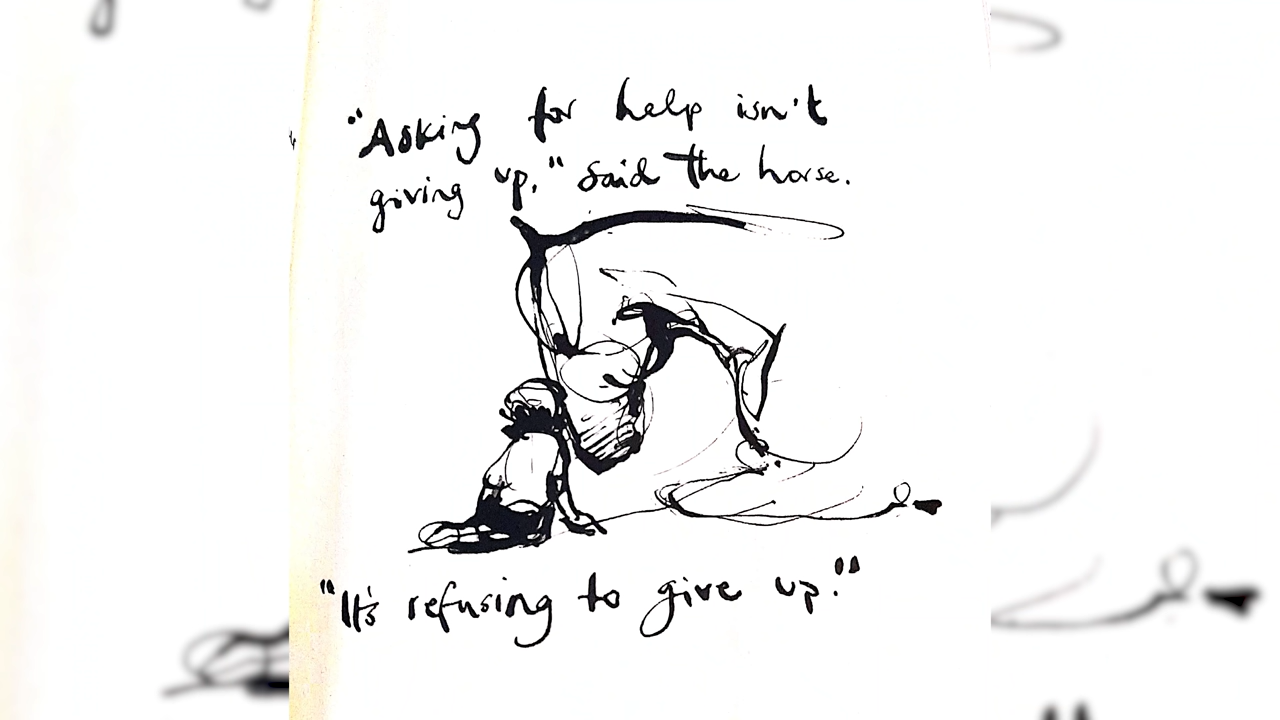 "Asking for help isn't
giving up," said the horse.
"It's refusing to give up."